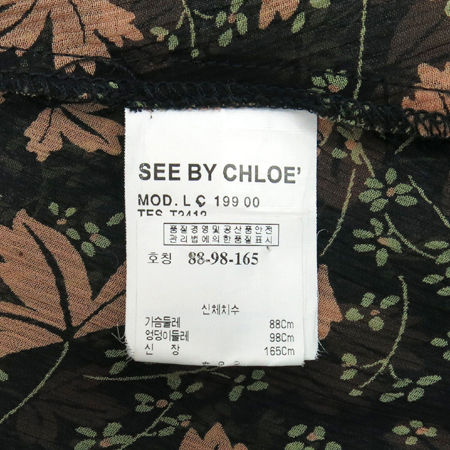 SEE BY CHLOE'
MOD. L C 199 00
TES T2412
품질경영및공산품안전
관리법에의한품질표시
호칭 88-98-165
신체치수
가슴둘레 88Cm
엉덩이둘레 98Cm
신 장 165Cm